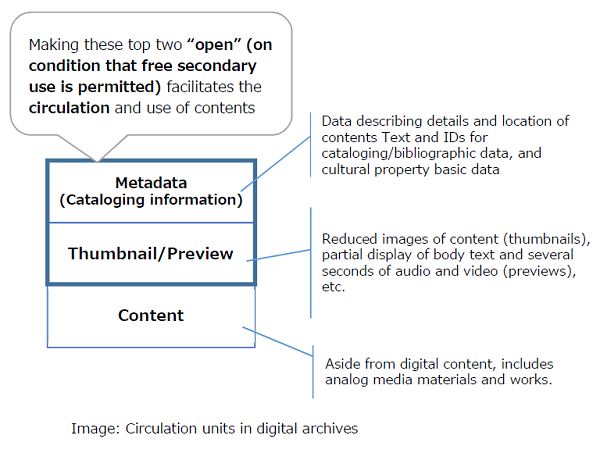 Making these top two “open” (on
condition that free secondary
use is permitted) facilitates the
circulation and use of contents
Data describing details and location of
contents Text and IDs for
cataloging/bibliographic data, and
cultural property basic data
Metadata
(Cataloging information)
Thumbnail/Preview
Reduced images of content (thumbnails),
partial display of body text and several
seconds of audio and video (previews),
etc.
Content
Aside from digital content, includes
analog media materials and works.
Image: Circulation units in digital archives